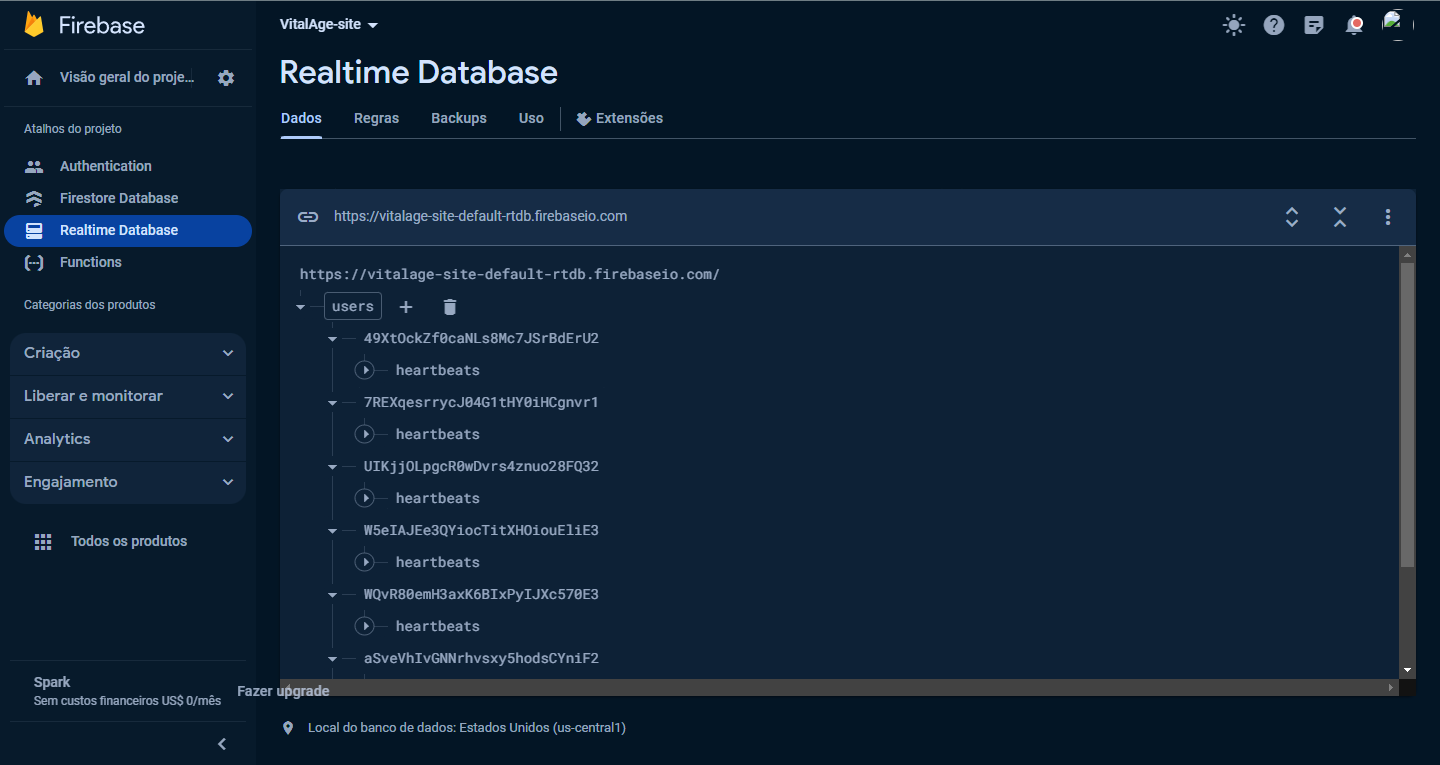 Firebase
VitalAge-site
Visão geral do proje...
Realtime Database
Dados
Regras
Backups
Uso
Extensões
Atalhos do projeto
Authentication
Firestore Database
Realtime Database
Functions
Categorias dos produtos
Criação
Liberar e monitorar
Analytics
Engajamento
Todos os produtos
Spark
Sem custos financeiros US$ 0/mês
Fazer upgrade
https://vitalage-site-default-rtdb.firebaseio.com
https://vitalage-site-default-rtdb.firebaseio.com/
users
49XtOckZf0caNLs8Mc7JSrBdErU2
heartbeats
7REXqesrrycJ04G1tHY0iHCgnvr1
heartbeats
UIKjjOLpgcR0wDvrs4znuo28FQ32
heartbeats
W5eIAJEe3QYiocTitXHOiouEliE3
heartbeats
WQvR80emH3axK6BIxPyIJXc570E3
heartbeats
aSveVhIvGNNrhvsxy5hodsCYniF2
Local do banco de dados: Estados Unidos (us-central1)